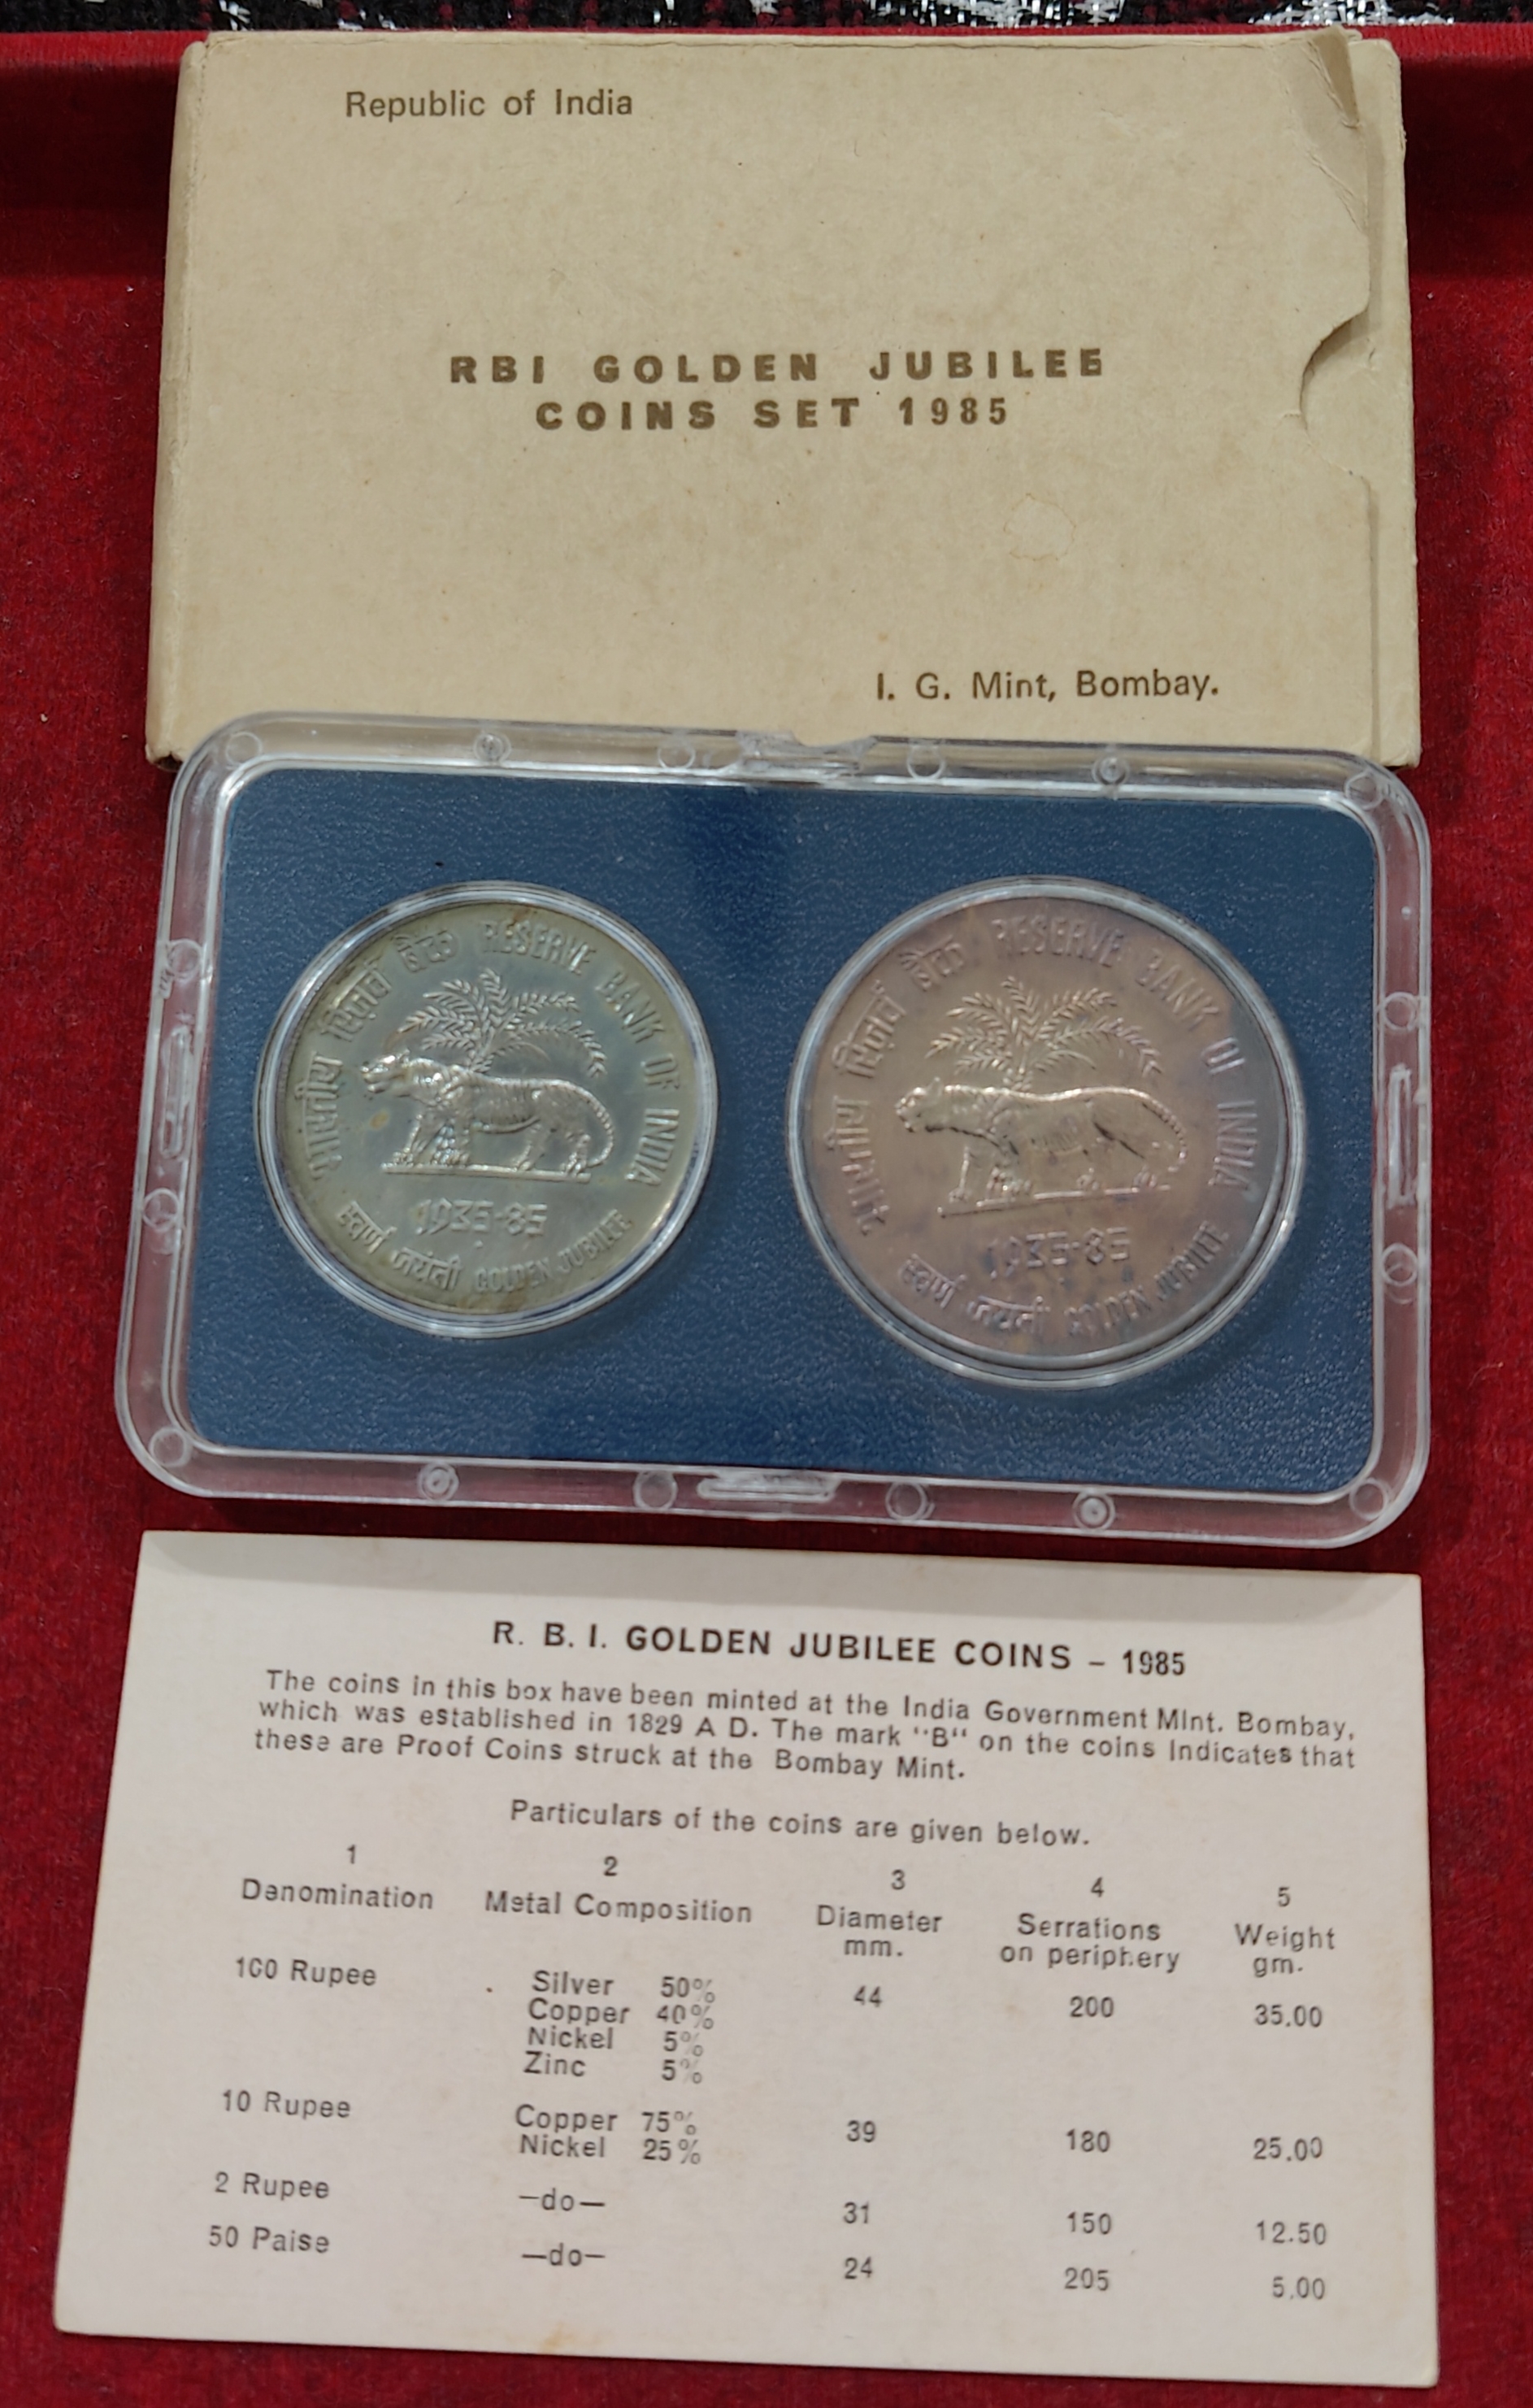 Republic of India
RBI GOLDEN JUBILEE
COINS SET 1985
I. G. Mint, Bombay.
भारतीय रिज़र्व बैंक RESERVE BANK OF INDIA
1935-85
स्वर्ण जयंती GOLDEN JUBILEE
भारतीय रिज़र्व बैंक RESERVE BANK OF INDIA
1935-85
स्वर्ण जयंती GOLDEN JUBILEE
R. B. I. GOLDEN JUBILEE COINS – 1985
The coins in this box have been minted at the India Government Mint. Bombay,
which was established in 1829 A D. The mark "B" on the coins Indicates that
these are Proof Coins struck at the Bombay Mint.
Particulars of the coins are given below.
1 2 3 4 5
Denomination Metal Composition Diameter Serrations Weight
mm. on periphery gm.
100 Rupee Silver 50% 44 200 35.00
Copper 40%
Nickel 5%
Zinc 5%
10 Rupee Copper 75% 39 180 25.00
Nickel 25%
2 Rupee —do— 31 150 12.50
50 Paise —do— 24 205 5.00